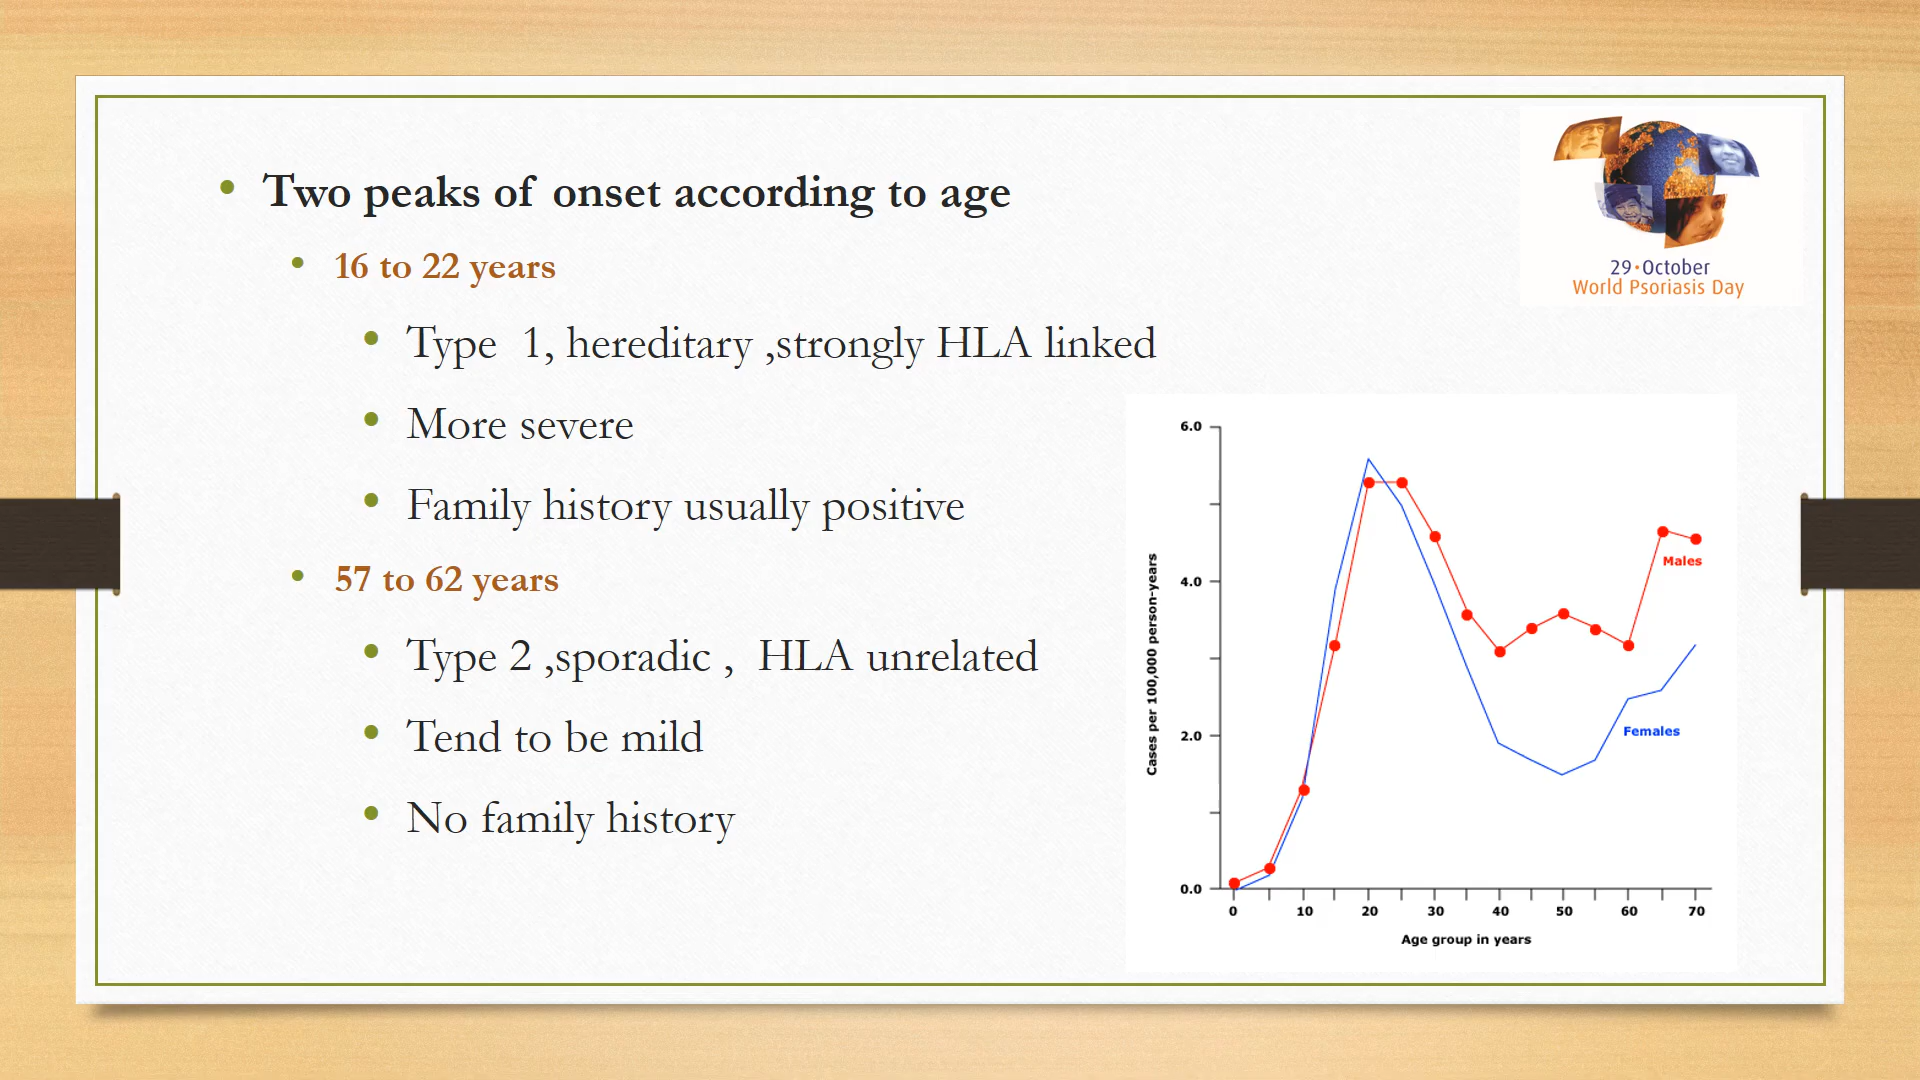 Two peaks of onset according to age
16 to 22 years
Type 1, hereditary ,strongly HLA linked
More severe
Family history usually positive
57 to 62 years
Type 2 ,sporadic , HLA unrelated
Tend to be mild
No family history
29·October
World Psoriasis Day
6.0
4.0
2.0
0.0
Cases per 100,000 person-years
Males
Females
0 10 20 30 40 50 60 70
Age group in years